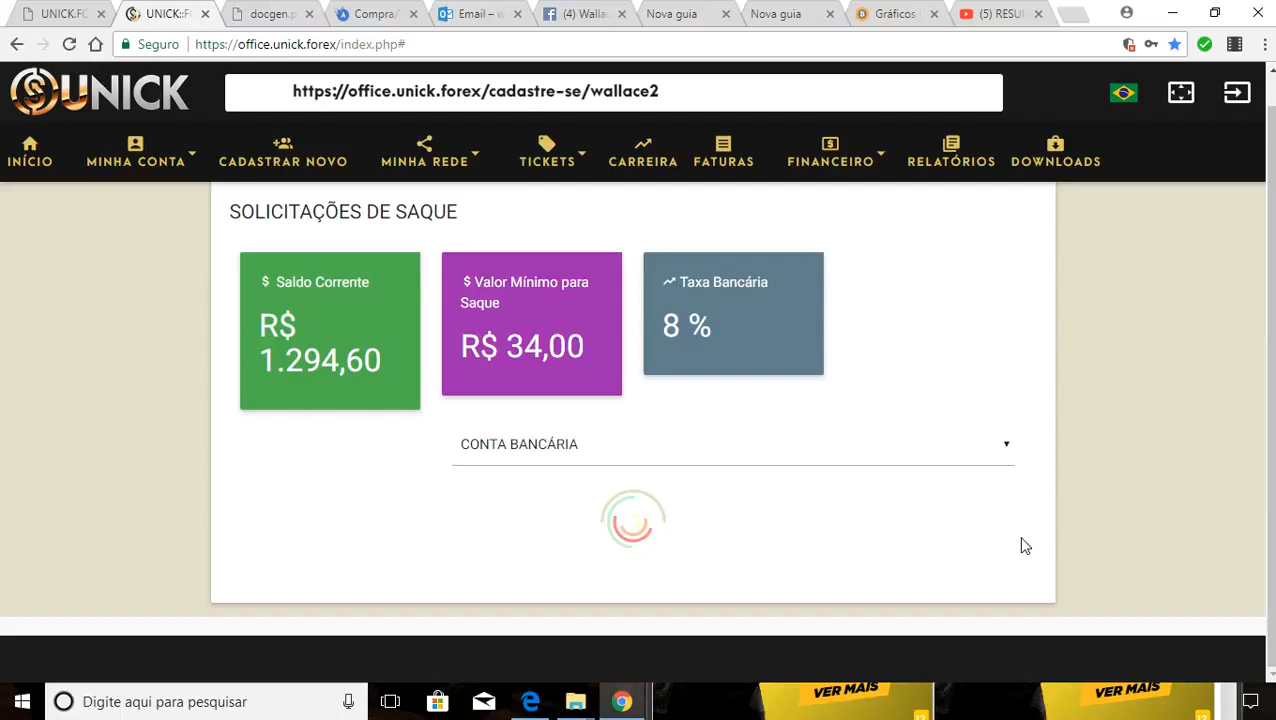 UNICK.FO
UNICK::F
docgen.p
Compra/
Email – w
(4) Walla
Nova guia
Nova guia
Gráficos
(5) RESUI
Seguro
https://office.unick.forex/index.php#
UNICK
https://office.unick.forex/cadastre-se/wallace2
INÍCIO
MINHA CONTA
CADASTRAR NOVO
MINHA REDE
TICKETS
CARREIRA
FATURAS
FINANCEIRO
RELATÓRIOS
DOWNLOADS
SOLICITAÇÕES DE SAQUE
$ Saldo Corrente
R$
1.294,60
$ Valor Mínimo para
Saque
R$ 34,00
Taxa Bancária
8 %
CONTA BANCÁRIA
Digite aqui para pesquisar
VER MAIS
VER MAIS